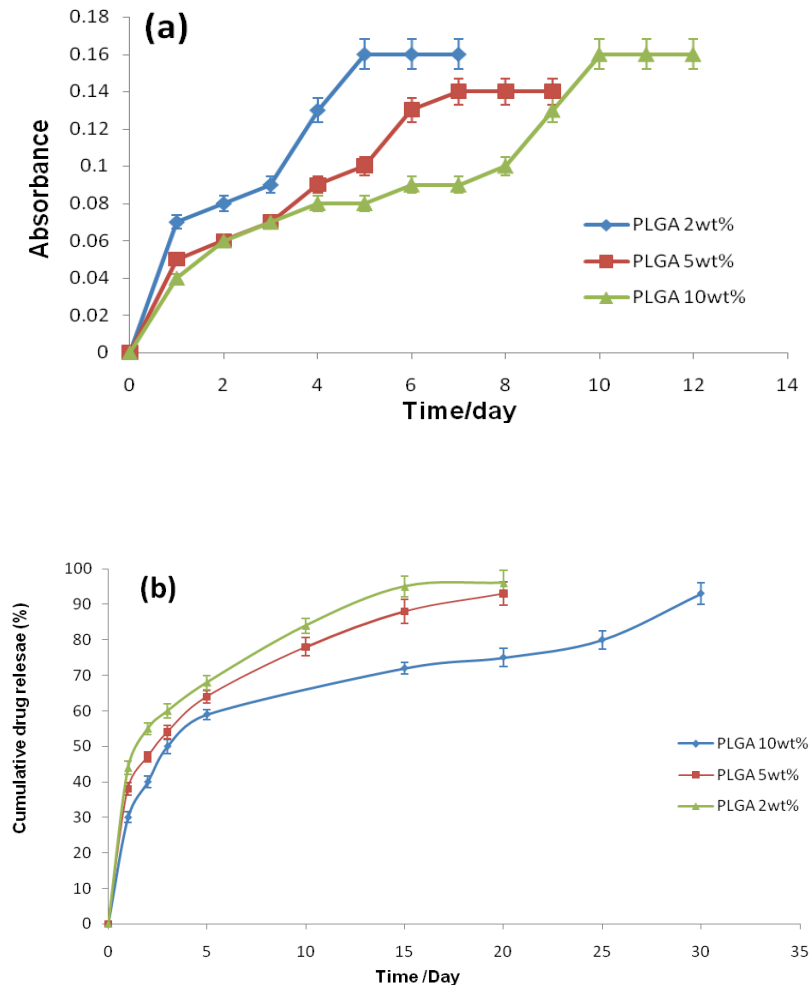 (a)
Absorbance
0.18
0.16
0.14
0.12
0.1
0.08
0.06
0.04
0.02
0
0 2 4 6 8 10 12 14
Time/day
PLGA 2wt%
PLGA 5wt%
PLGA 10wt%
(b)
Cumulative drug relesae (%)
100
90
80
70
60
50
40
30
20
10
0
0 5 10 15 20 25 30 35
Time /Day
PLGA 10wt%
PLGA 5wt%
PLGA 2wt%